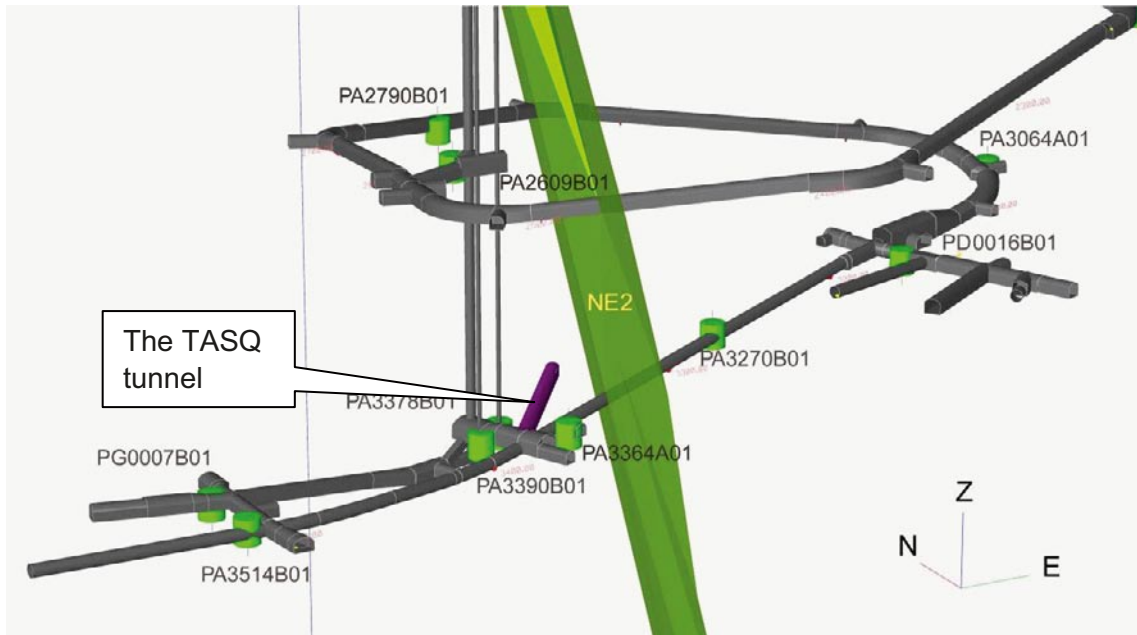 PA2790B01
PA3064A01
PA2609B01
PD0016B01
NE2
The TASQ
tunnel
PA3270B01
PA3378B01
PA3364A01
PG0007B01
PA3390B01
PA3514B01
Z
N
E